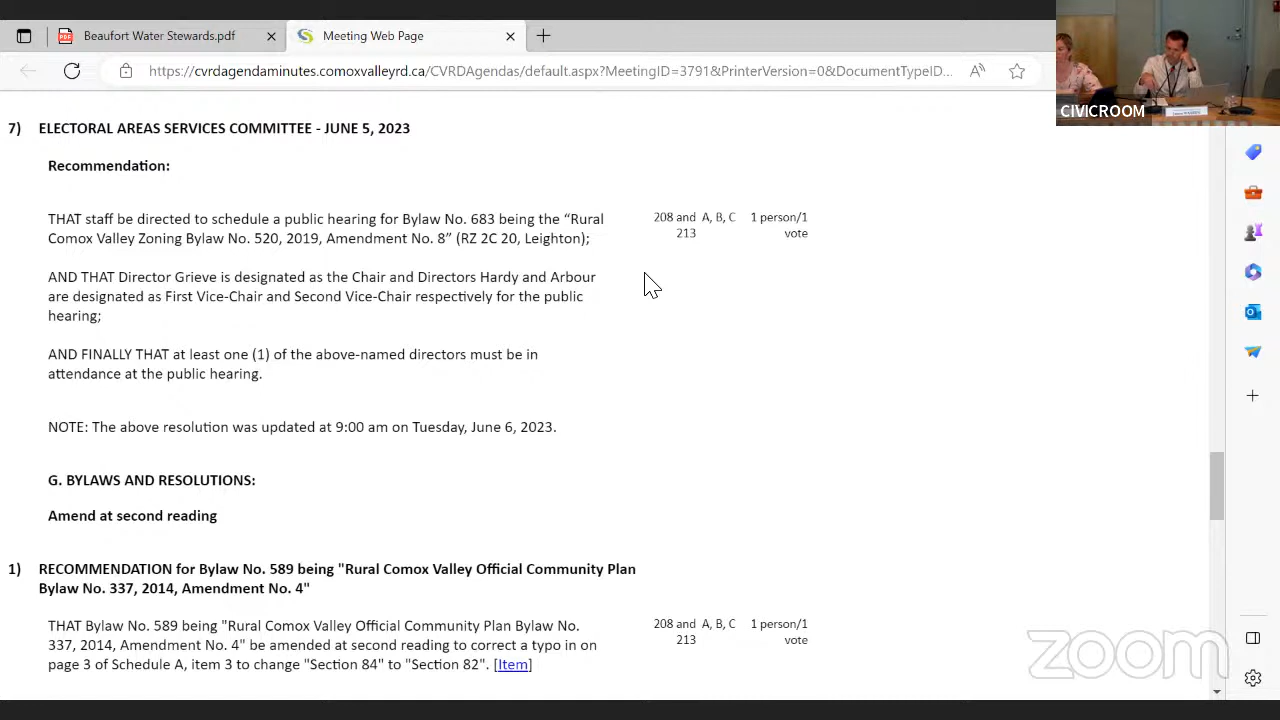 Beaufort Water Stewards.pdf
Meeting Web Page
https://cvrdagendaminutes.comoxvalleyrd.ca/CVRDAgendas/default.aspx?MeetingID=3791&PrinterVersion=0&DocumentTypeID...
CIVICROOM
7) ELECTORAL AREAS SERVICES COMMITTEE - JUNE 5, 2023
Recommendation:
THAT staff be directed to schedule a public hearing for Bylaw No. 683 being the “Rural 208 and A, B, C 1 person/1
Comox Valley Zoning Bylaw No. 520, 2019, Amendment No. 8” (RZ 2C 20, Leighton); 213 vote
AND THAT Director Grieve is designated as the Chair and Directors Hardy and Arbour
are designated as First Vice-Chair and Second Vice-Chair respectively for the public
hearing;
AND FINALLY THAT at least one (1) of the above-named directors must be in
attendance at the public hearing.
NOTE: The above resolution was updated at 9:00 am on Tuesday, June 6, 2023.
G. BYLAWS AND RESOLUTIONS:
Amend at second reading
1) RECOMMENDATION for Bylaw No. 589 being "Rural Comox Valley Official Community Plan
Bylaw No. 337, 2014, Amendment No. 4"
THAT Bylaw No. 589 being "Rural Comox Valley Official Community Plan Bylaw No. 208 and A, B, C 1 person/1
337, 2014, Amendment No. 4" be amended at second reading to correct a typo in on 213 vote
page 3 of Schedule A, item 3 to change "Section 84" to "Section 82". [Item]
zoom